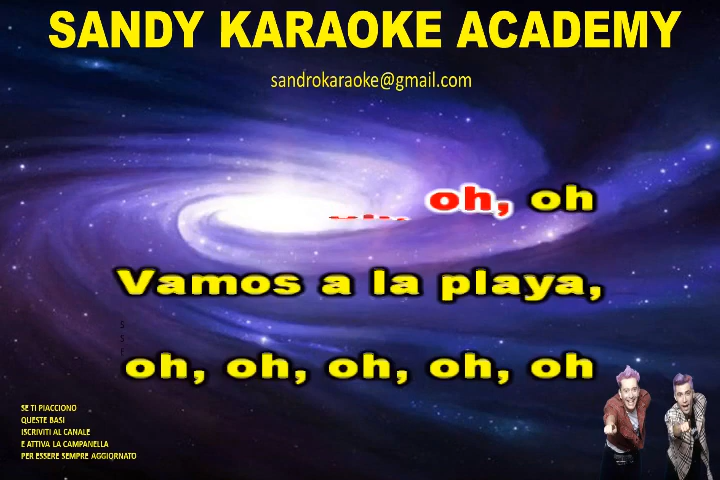 SANDY KARAOKE ACADEMY
sandrokaraoke@gmail.com
oh, oh
Vamos a la playa,
oh, oh, oh, oh, oh
SE TI PIACCIONO
QUESTE BASI
ISCRIVITI AL CANALE
E ATTIVA LA CAMPANELLA
PER ESSERE SEMPRE AGGIORNATO